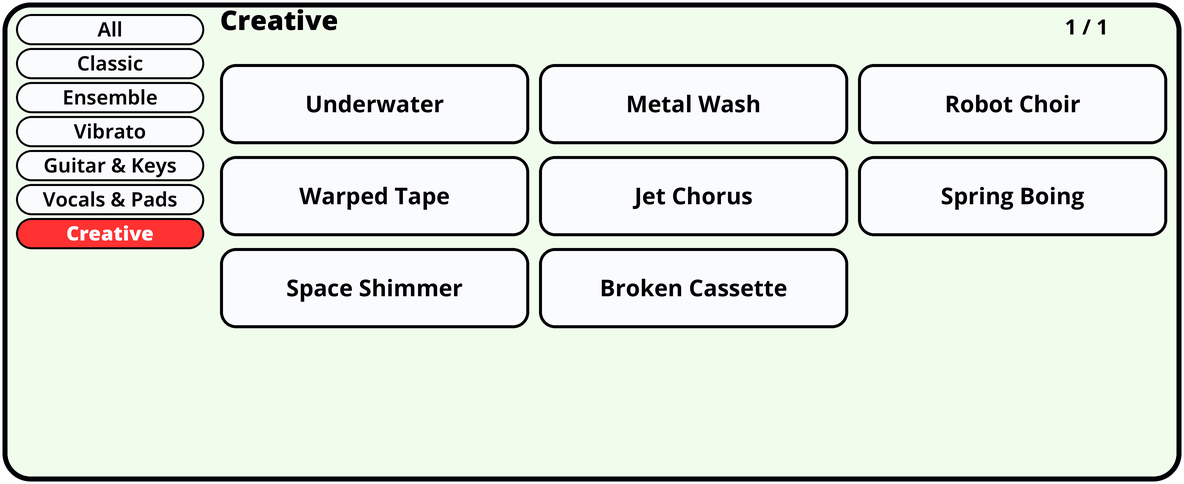 All
Classic
Ensemble
Vibrato
Guitar & Keys
Vocals & Pads
Creative
Creative
1 / 1
Underwater
Metal Wash
Robot Choir
Warped Tape
Jet Chorus
Spring Boing
Space Shimmer
Broken Cassette